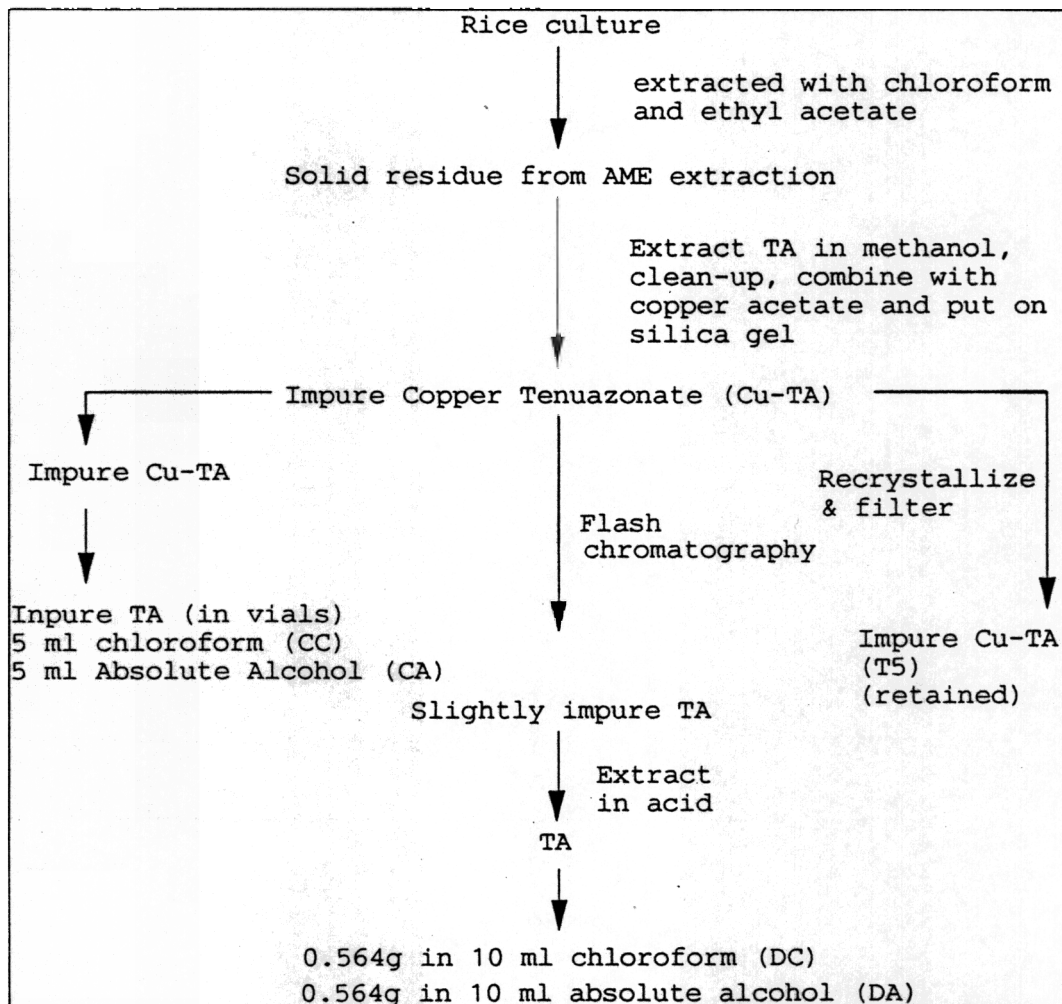 Rice culture
extracted with chloroform
and ethyl acetate
Solid residue from AME extraction
Extract TA in methanol,
clean-up, combine with
copper acetate and put on
silica gel
Impure Copper Tenuazonate (Cu-TA)
Impure Cu-TA
Inpure TA (in vials)
5 ml chloroform (CC)
5 ml Absolute Alcohol (CA)
Flash
chromatography
Recrystallize
& filter
Impure Cu-TA
(T5)
(retained)
Slightly impure TA
Extract
in acid
TA
0.564g in 10 ml chloroform (DC)
0.564g in 10 ml absolute alcohol (DA)